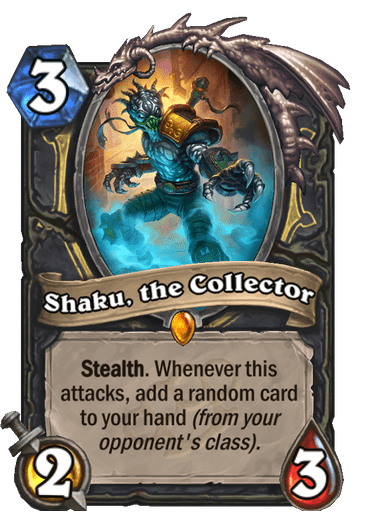 3
Shaku, the Collector
Stealth. Whenever this
attacks, add a random card
to your hand (from your
opponent's class).
2
3